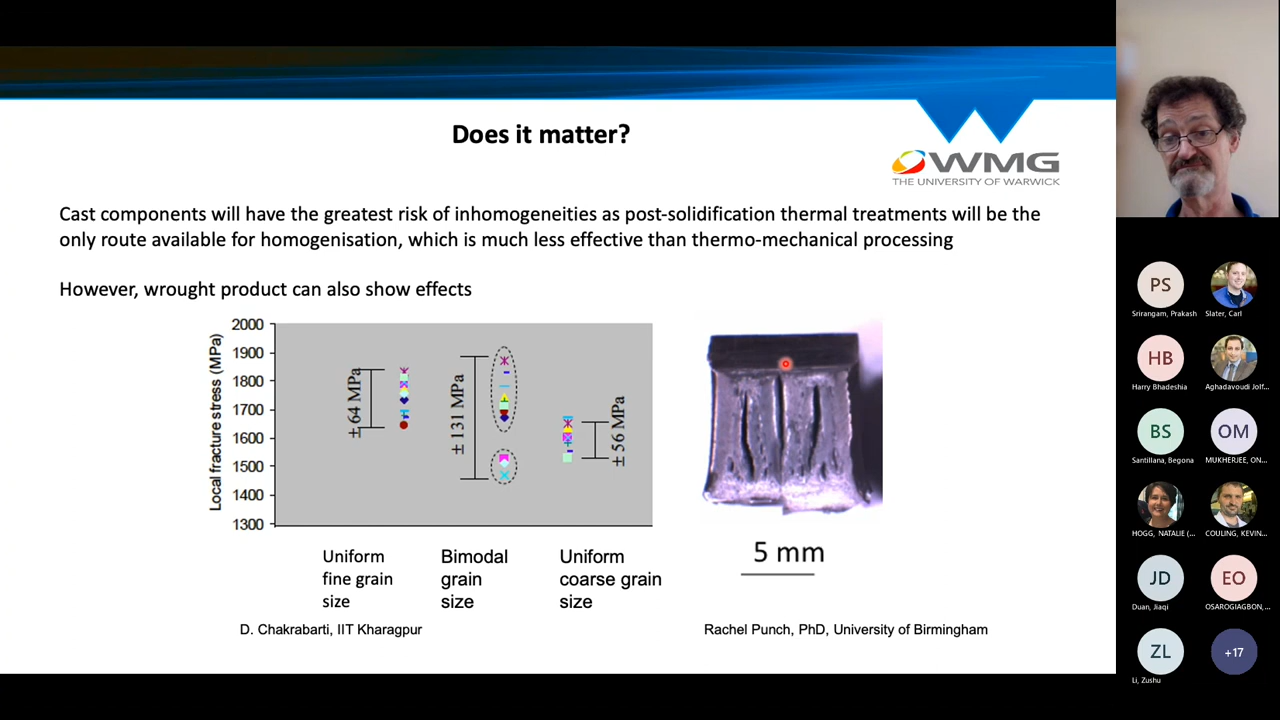 Does it matter?
WMG
THE UNIVERSITY OF WARWICK
Cast components will have the greatest risk of inhomogeneities as post-solidification thermal treatments will be the
only route available for homogenisation, which is much less effective than thermo-mechanical processing
However, wrought product can also show effects
Local fracture stress (MPa)
2000
1900
1800
1700
1600
1500
1400
1300
± 64 MPa
± 131 MPa
± 56 MPa
Uniform
fine grain
size
Bimodal
grain
size
Uniform
coarse grain
size
5 mm
D. Chakrabarti, IIT Kharagpur
Rachel Punch, PhD, University of Birmingham
PS
Srirangam, Prakash
Slater, Carl
HB
Harry Bhadeshia
Aghadavoudi Jolf...
BS
Santillana, Begona
OM
MUKHERJEE, ON...
HOGG, NATALIE (...
COULING, KEVIN...
JD
Duan, Jiaqi
EO
OSAROGIAGBON,...
ZL
Li, Zushu
+17